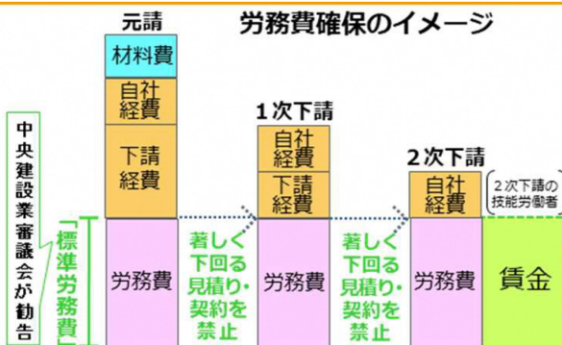 労務費確保のイメージ
元請
材料費
自社
経費
下請
経費
労務費
中央建設業審議会が勧告
「標準労務費」
著しく
下回る
見積り・
契約を
禁止
1次下請
自社
経費
下請
経費
労務費
著しく
下回る
見積り・
契約を
禁止
2次下請
自社
経費
労務費
(2次下請の
技能労働者)
賃金